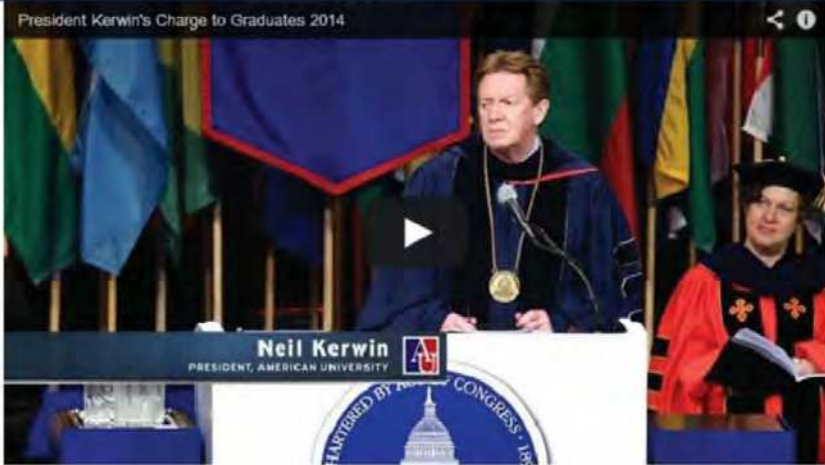 President Kerwin's Charge to Graduates 2014
Neil Kerwin
PRESIDENT, AMERICAN UNIVERSITY
AU
CHARTERED BY CONGRESS